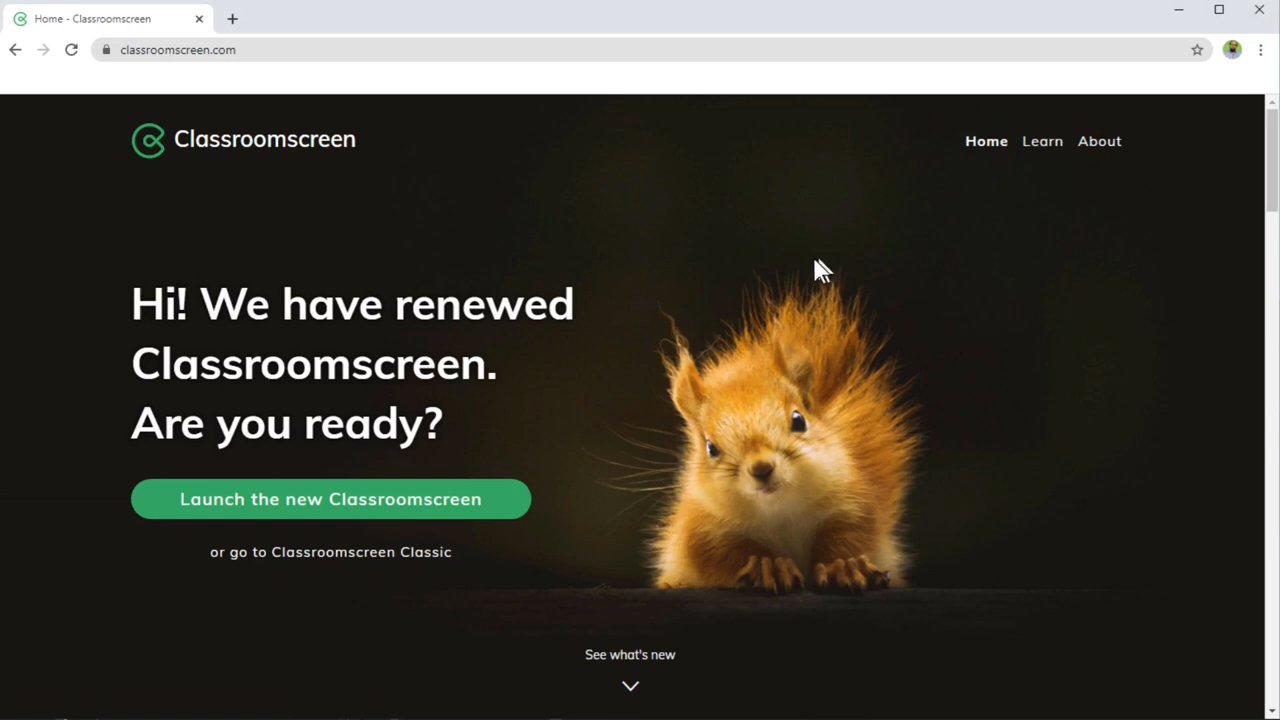 Home - Classroomscreen
classroomscreen.com
Classroomscreen
Home Learn About
Hi! We have renewed
Classroomscreen.
Are you ready?
Launch the new Classroomscreen
or go to Classroomscreen Classic
See what's new